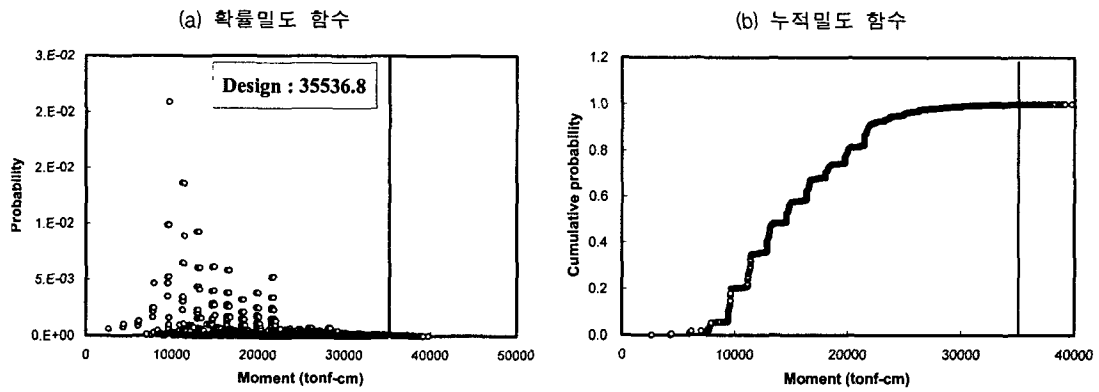 (a) 확률밀도 함수
3.E-02
2.E-02
2.E-02
1.E-02
5.E-03
0.E+00
Probability
Design : 35536.8
0 10000 20000 30000 40000 50000
Moment (tonf-cm)
(b) 누적밀도 함수
1.2
1.0
0.8
0.6
0.4
0.2
0.0
Cumulative probability
0 10000 20000 30000 40000
Moment (tonf-cm)